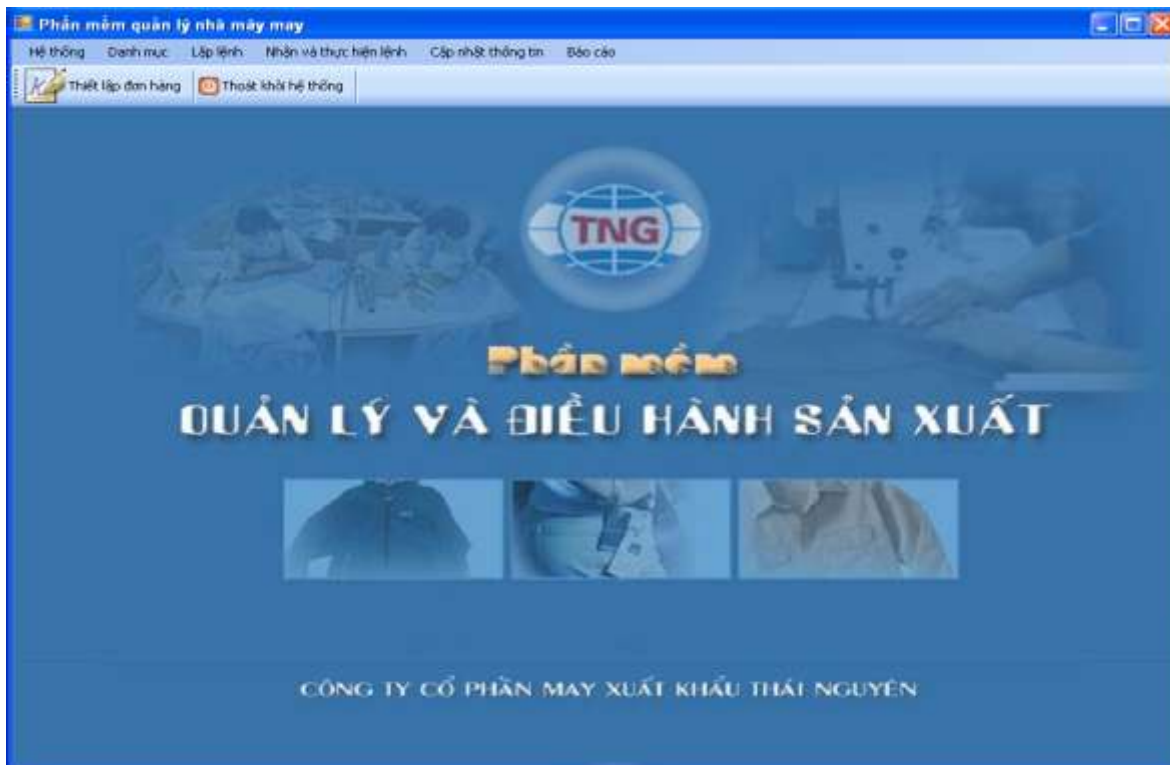 Phần mềm quản lý nhà máy may
Hệ thống Danh mục Lập lệnh Nhận và thực hiện lệnh Cập nhật thông tin Báo cáo
Thiết lập đơn hàng Thoát khỏi hệ thống
TNG
Phần mềm
QUẢN LÝ VÀ ĐIỀU HÀNH SẢN XUẤT
CÔNG TY CỔ PHẦN MAY XUẤT KHẨU THÁI NGUYÊN